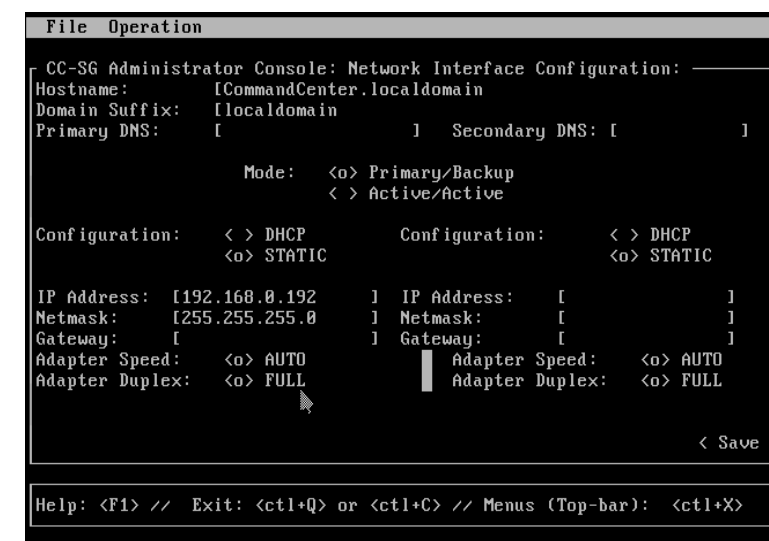 File Operation
CC-SG Administrator Console: Network Interface Configuration:
Hostname: [CommandCenter.localdomain
Domain Suffix: [localdomain
Primary DNS: [ ] Secondary DNS: [ ]
Mode: <o> Primary/Backup
< > Active/Active
Configuration: < > DHCP Configuration: < > DHCP
<o> STATIC <o> STATIC
IP Address: [192.168.0.192 ] IP Address: [ ]
Netmask: [255.255.255.0 ] Netmask: [ ]
Gateway: [ ] Gateway: [ ]
Adapter Speed: <o> AUTO Adapter Speed: <o> AUTO
Adapter Duplex: <o> FULL Adapter Duplex: <o> FULL
< Save
Help: <F1> // Exit: <ctl+Q> or <ctl+C> // Menus (Top-bar): <ctl+X>